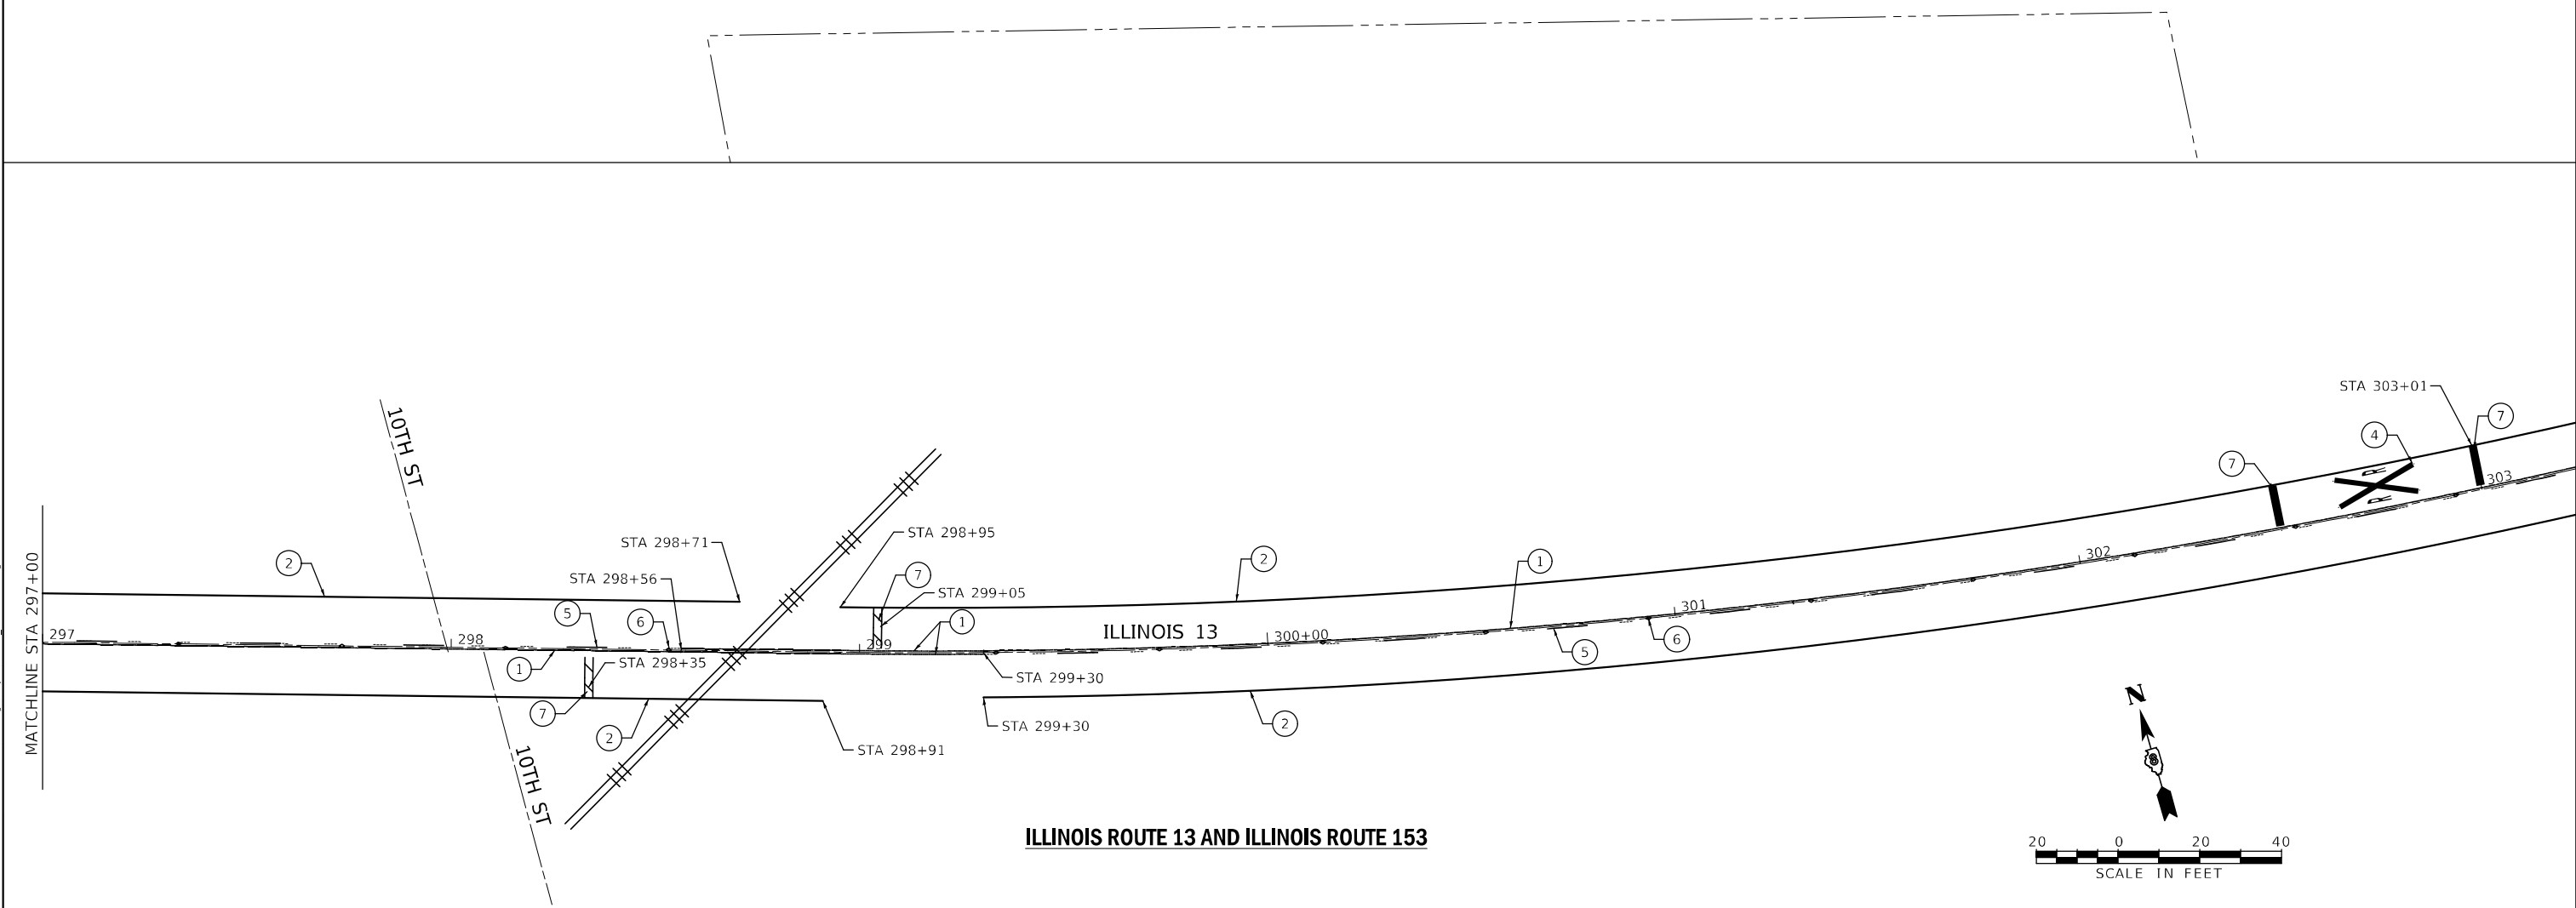 STA 303+01
7
4
7
R
R
303
10TH ST
STA 298+71
STA 298+95
2
2
1
302
STA 298+56
7
STA 299+05
MATCHLINE STA 297+00
5
6
1
301
297
298
299
ILLINOIS 13
300+00
1
STA 298+35
STA 299+30
5
6
7
2
STA 298+91
STA 299+30
2
10TH ST
N
8
ILLINOIS ROUTE 13 AND ILLINOIS ROUTE 153
20 0 20 40
SCALE IN FEET